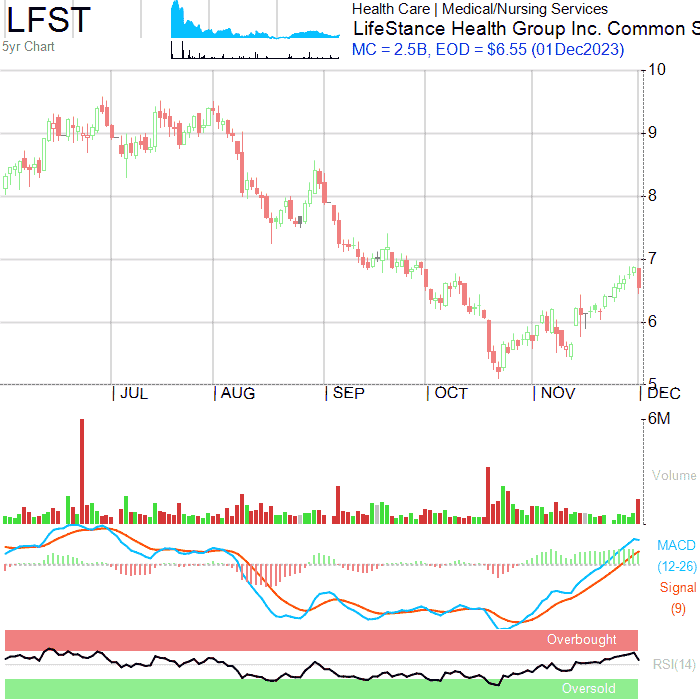 LFST
5yr Chart
Health Care | Medical/Nursing Services
LifeStance Health Group Inc. Common S
MC = 2.5B, EOD = $6.55 (01Dec2023)
10
9
8
7
6
5
| JUL | AUG | SEP | OCT | NOV | DEC
6M
Volume
MACD
(12-26)
Signal
(9)
Overbought
RSI(14)
Oversold